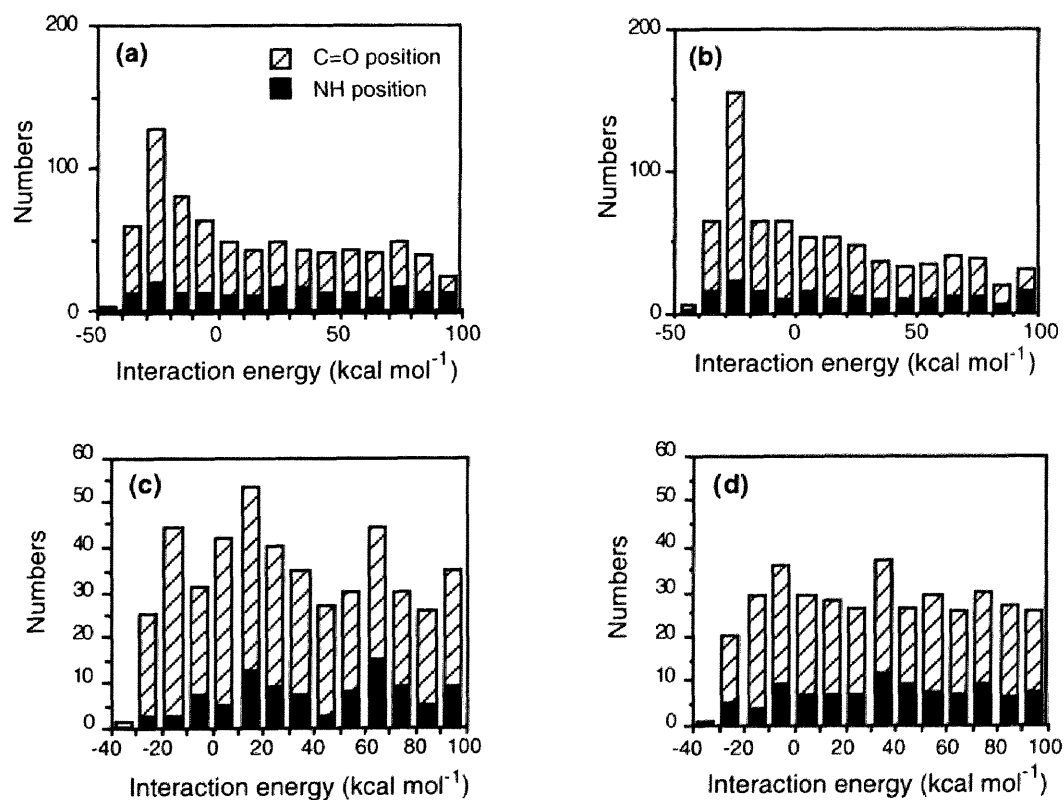 (a)
C=O position
NH position
Numbers
200
100
0
-50 0 50 100
Interaction energy (kcal mol⁻¹)
(b)
Numbers
200
100
0
-50 0 50 100
Interaction energy (kcal mol⁻¹)
(c)
Numbers
60
50
40
30
20
10
0
-40 -20 0 20 40 60 80 100
Interaction energy (kcal mol⁻¹)
(d)
Numbers
60
50
40
30
20
10
0
-40 -20 0 20 40 60 80 100
Interaction energy (kcal mol⁻¹)